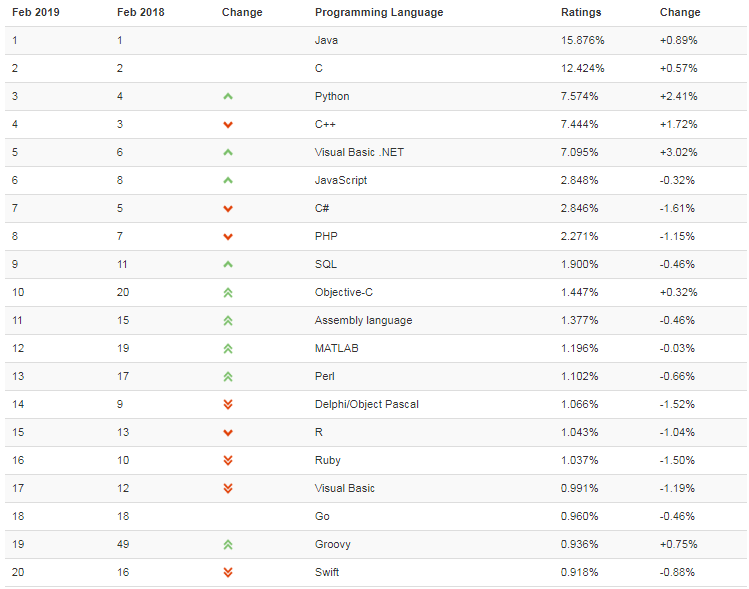 Feb 2019 Feb 2018 Change Programming Language Ratings Change
1 1 Java 15.876% +0.89%
2 2 C 12.424% +0.57%
3 4 Python 7.574% +2.41%
4 3 C++ 7.444% +1.72%
5 6 Visual Basic .NET 7.095% +3.02%
6 8 JavaScript 2.848% -0.32%
7 5 C# 2.846% -1.61%
8 7 PHP 2.271% -1.15%
9 11 SQL 1.900% -0.46%
10 20 Objective-C 1.447% +0.32%
11 15 Assembly language 1.377% -0.46%
12 19 MATLAB 1.196% -0.03%
13 17 Perl 1.102% -0.66%
14 9 Delphi/Object Pascal 1.066% -1.52%
15 13 R 1.043% -1.04%
16 10 Ruby 1.037% -1.50%
17 12 Visual Basic 0.991% -1.19%
18 18 Go 0.960% -0.46%
19 49 Groovy 0.936% +0.75%
20 16 Swift 0.918% -0.88%